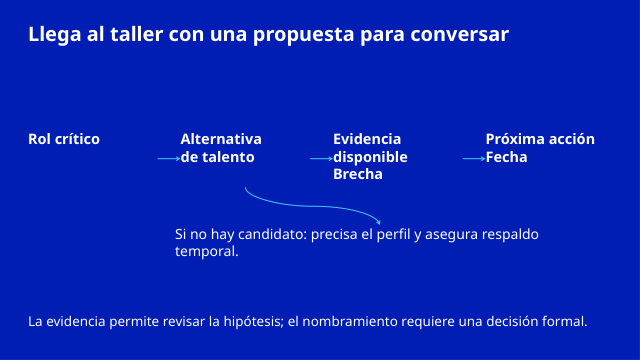 Llega al taller con una propuesta para conversar
Rol crítico
Alternativa
de talento
Evidencia
disponible
Brecha
Próxima acción
Fecha
Si no hay candidato: precisa el perfil y asegura respaldo
temporal.
La evidencia permite revisar la hipótesis; el nombramiento requiere una decisión formal.